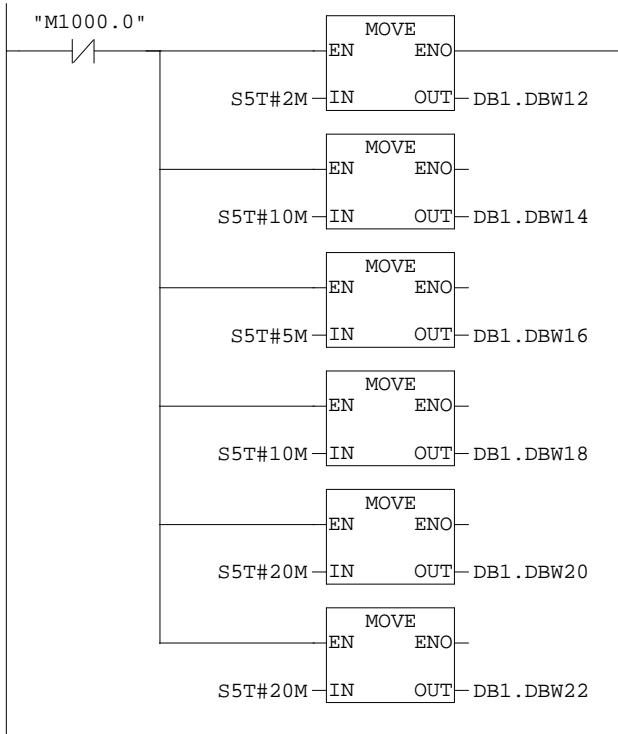 "M1000.0"
MOVE
EN ENO
S5T#2M IN OUT DB1.DBW12
MOVE
EN ENO
S5T#10M IN OUT DB1.DBW14
MOVE
EN ENO
S5T#5M IN OUT DB1.DBW16
MOVE
EN ENO
S5T#10M IN OUT DB1.DBW18
MOVE
EN ENO
S5T#20M IN OUT DB1.DBW20
MOVE
EN ENO
S5T#20M IN OUT DB1.DBW22